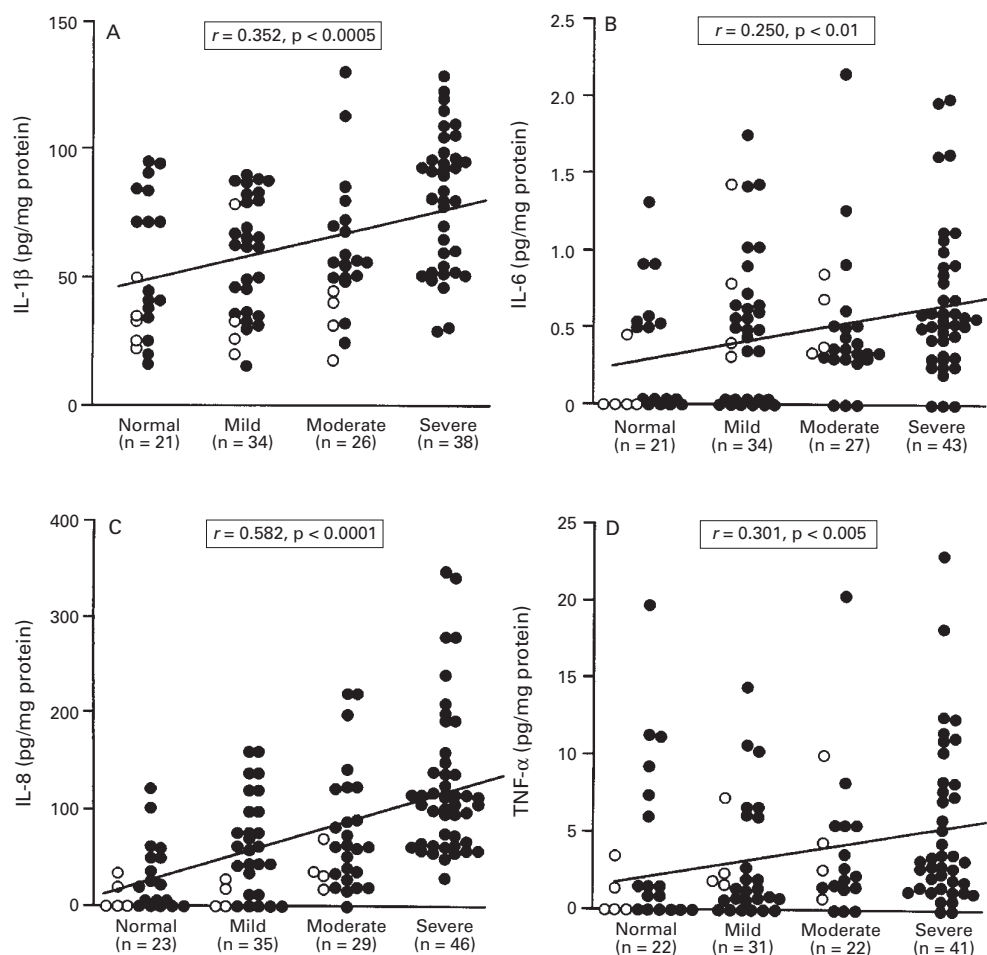 A
r = 0.352, p < 0.0005
IL-1β (pg/mg protein)
150
100
50
0
Normal
(n = 21)
Mild
(n = 34)
Moderate
(n = 26)
Severe
(n = 38)
B
r = 0.250, p < 0.01
IL-6 (pg/mg protein)
2.5
2.0
1.5
1.0
0.5
0
Normal
(n = 21)
Mild
(n = 34)
Moderate
(n = 27)
Severe
(n = 43)
C
r = 0.582, p < 0.0001
IL-8 (pg/mg protein)
400
300
200
100
0
Normal
(n = 23)
Mild
(n = 35)
Moderate
(n = 29)
Severe
(n = 46)
D
r = 0.301, p < 0.005
TNF-α (pg/mg protein)
25
20
15
10
5
0
Normal
(n = 22)
Mild
(n = 31)
Moderate
(n = 22)
Severe
(n = 41)